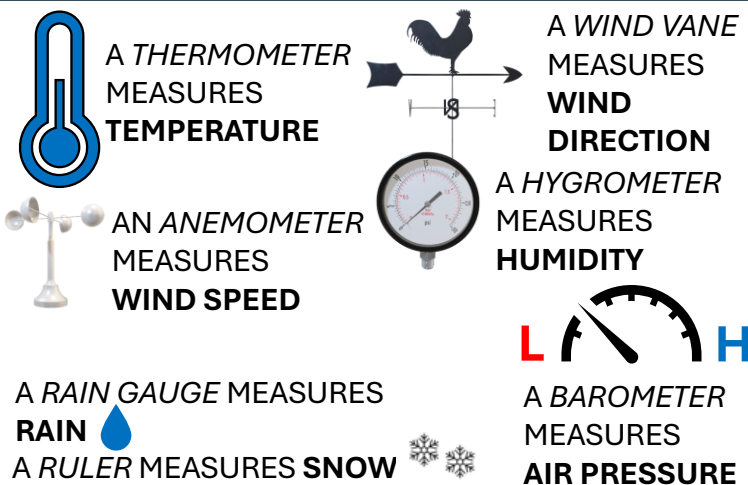 A THERMOMETER
MEASURES
TEMPERATURE
A WIND VANE
MEASURES
WIND
DIRECTION
AN ANEMOMETER
MEASURES
WIND SPEED
A HYGROMETER
MEASURES
HUMIDITY
L H
A RAIN GAUGE MEASURES
RAIN
A RULER MEASURES SNOW
A BAROMETER
MEASURES
AIR PRESSURE